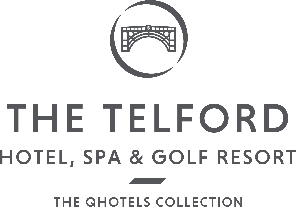 THE TELFORD
HOTEL, SPA & GOLF RESORT
THE QHOTELS COLLECTION